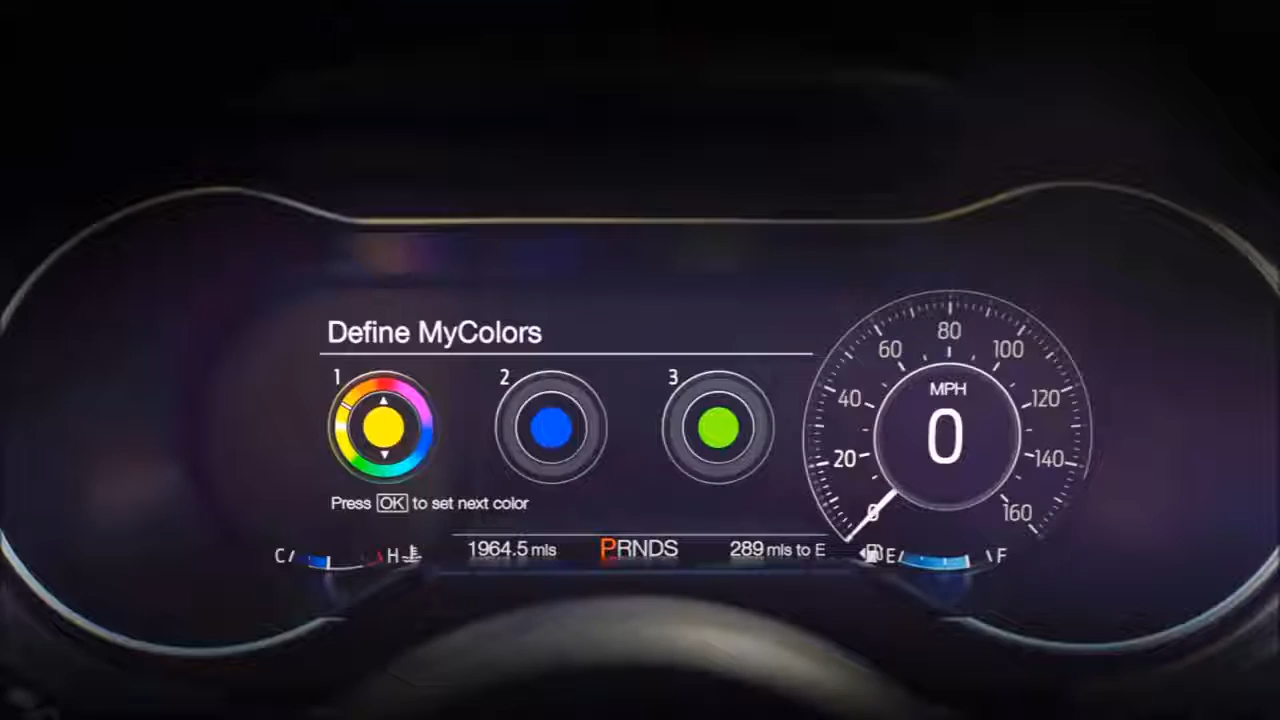 Define MyColors
1
2
3
Press OK to set next color
0
20
40
60
80
100
120
140
160
MPH
0
C
H
1964.5 mls
PRNDS
289 mls to E
E
F